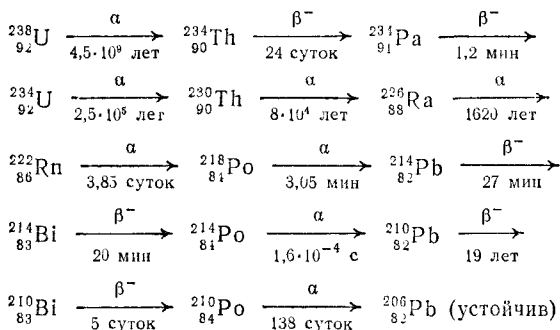 α β⁻ β⁻
²³⁸₉₂U → ²³⁴₉₀Th → ²³⁴₉₁Pa →
4,5·10⁹ лет 24 суток 1,2 мин
α α α
²³⁴₉₂U → ²³⁰₉₀Th → ²²⁶₈₈Ra →
2,5·10⁵ лет 8·10⁴ лет 1620 лет
α α β⁻
²²²₈₆Rn → ²¹⁸₈₄Po → ²¹⁴₈₂Pb →
3,85 суток 3,05 мин 27 мин
β⁻ α β⁻
²¹⁴₈₃Bi → ²¹⁴₈₄Po → ²¹⁰₈₂Pb →
20 мин 1,6·10⁻⁴ с 19 лет
β⁻ α
²¹⁰₈₃Bi → ²¹⁰₈₄Po → ²⁰⁶₈₂Pb (устойчив)
5 суток 138 суток